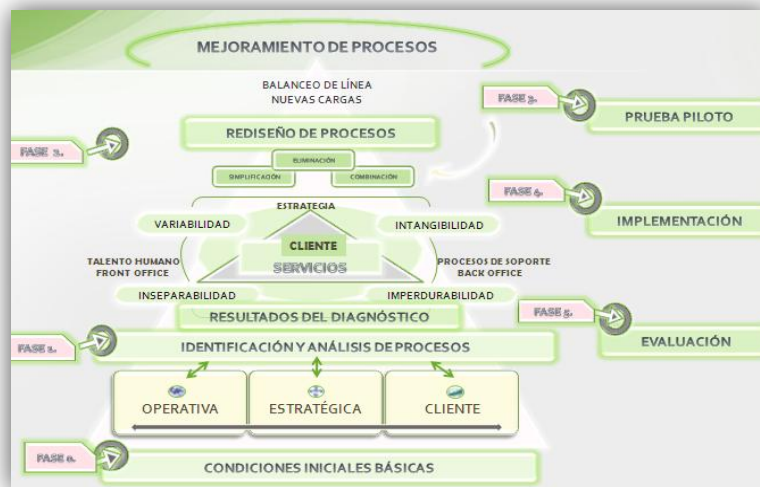 MEJORAMIENTO DE PROCESOS
BALANCEO DE LÍNEA
NUEVAS CARGAS
FASE 3.
PRUEBA PILOTO
REDISEÑO DE PROCESOS
FASE 2.
ELIMINACIÓN
SIMPLIFICACIÓN
COMBINACIÓN
FASE 4.
IMPLEMENTACIÓN
ESTRATEGIA
VARIABILIDAD
INTANGIBILIDAD
CLIENTE
SERVICIOS
TALENTO HUMANO
FRONT OFFICE
PROCESOS DE SOPORTE
BACK OFFICE
INSEPARABILIDAD
IMPERDURABILIDAD
RESULTADOS DEL DIAGNÓSTICO
FASE 5.
EVALUACIÓN
FASE 1.
IDENTIFICACIÓN Y ANÁLISIS DE PROCESOS
OPERATIVA
ESTRATÉGICA
CLIENTE
FASE 0.
CONDICIONES INICIALES BÁSICAS